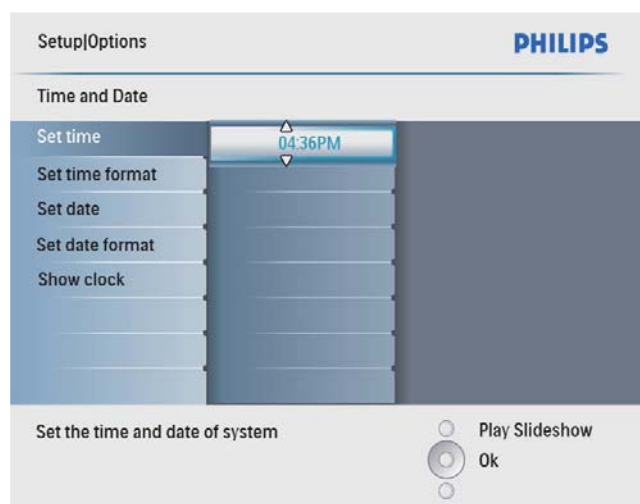 Setup|Options
PHILIPS
Time and Date
Set time
04:36PM
Set time format
Set date
Set date format
Show clock
Set the time and date of system
Play Slideshow
Ok